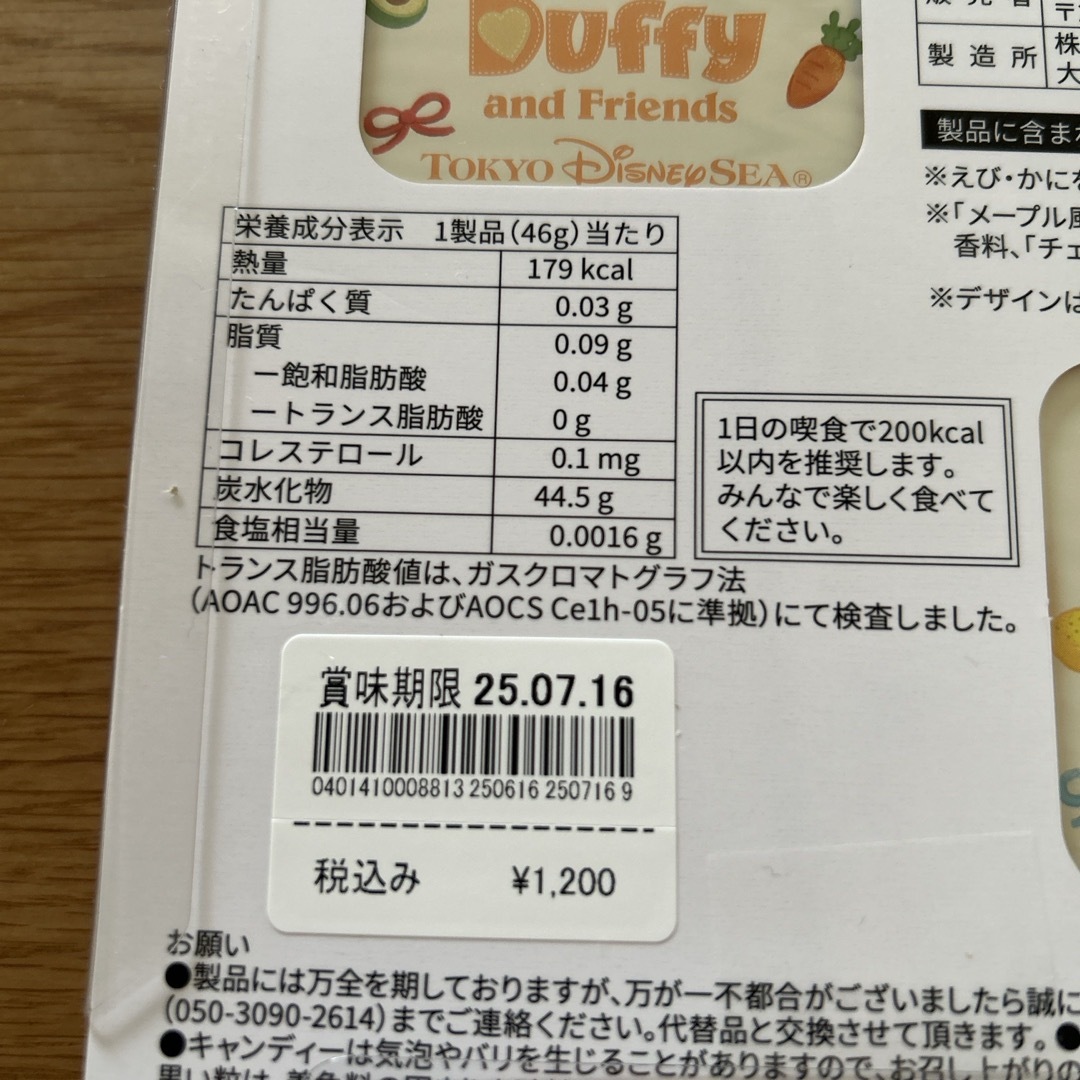 Duffy
and Friends
TOKYO DISNEYSEA®
製造所
株
大
製品に含ま
※えび・かに
※「メープル風
香料、「チェ
※デザインは
栄養成分表示 1製品(46g)当たり
熱量 179 kcal
たんぱく質 0.03 g
脂質 0.09 g
ー飽和脂肪酸 0.04 g
ートランス脂肪酸 0 g
コレステロール 0.1 mg
炭水化物 44.5 g
食塩相当量 0.0016 g
トランス脂肪酸値は、ガスクロマトグラフ法
(AOAC 996.06およびAOCS Ce1h-05に準拠)にて検査しました。
1日の喫食で200kcal
以内を推奨します。
みんなで楽しく食べて
ください。
賞味期限 25.07.16
0401410008813 250616 250716 9
税込み ¥1,200
お願い
●製品には万全を期しておりますが、万が一不都合がございましたら誠に
(050-3090-2614)までご連絡ください。代替品と交換させて頂きます。●
●キャンディーは気泡やバリを生じることがありますので、お召し上がりの